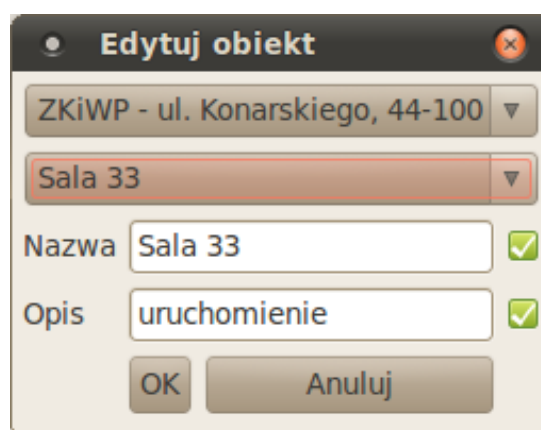 Edytuj obiekt
ZKiWP - ul. Konarskiego, 44-100
Sala 33
Nazwa Sala 33
Opis uruchomienie
OK Anuluj